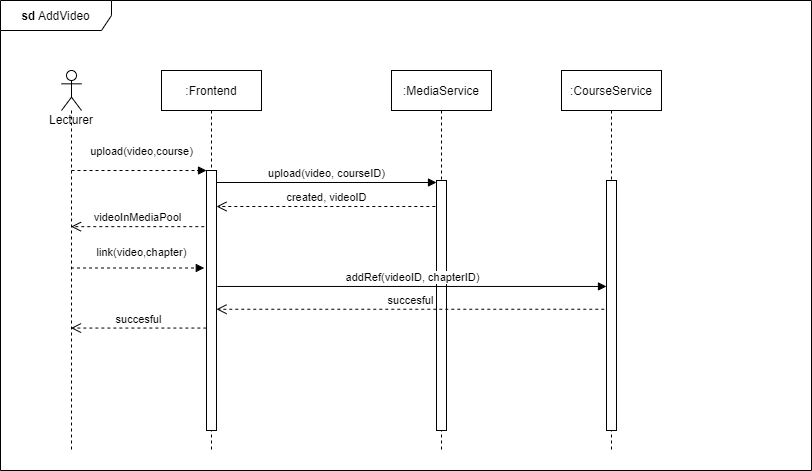 sd AddVideo
:Frontend
:MediaService
:CourseService
Lecturer
upload(video,course)
upload(video, courseID)
created, videoID
videoInMediaPool
link(video,chapter)
addRef(videoID, chapterID)
succesful
succesful